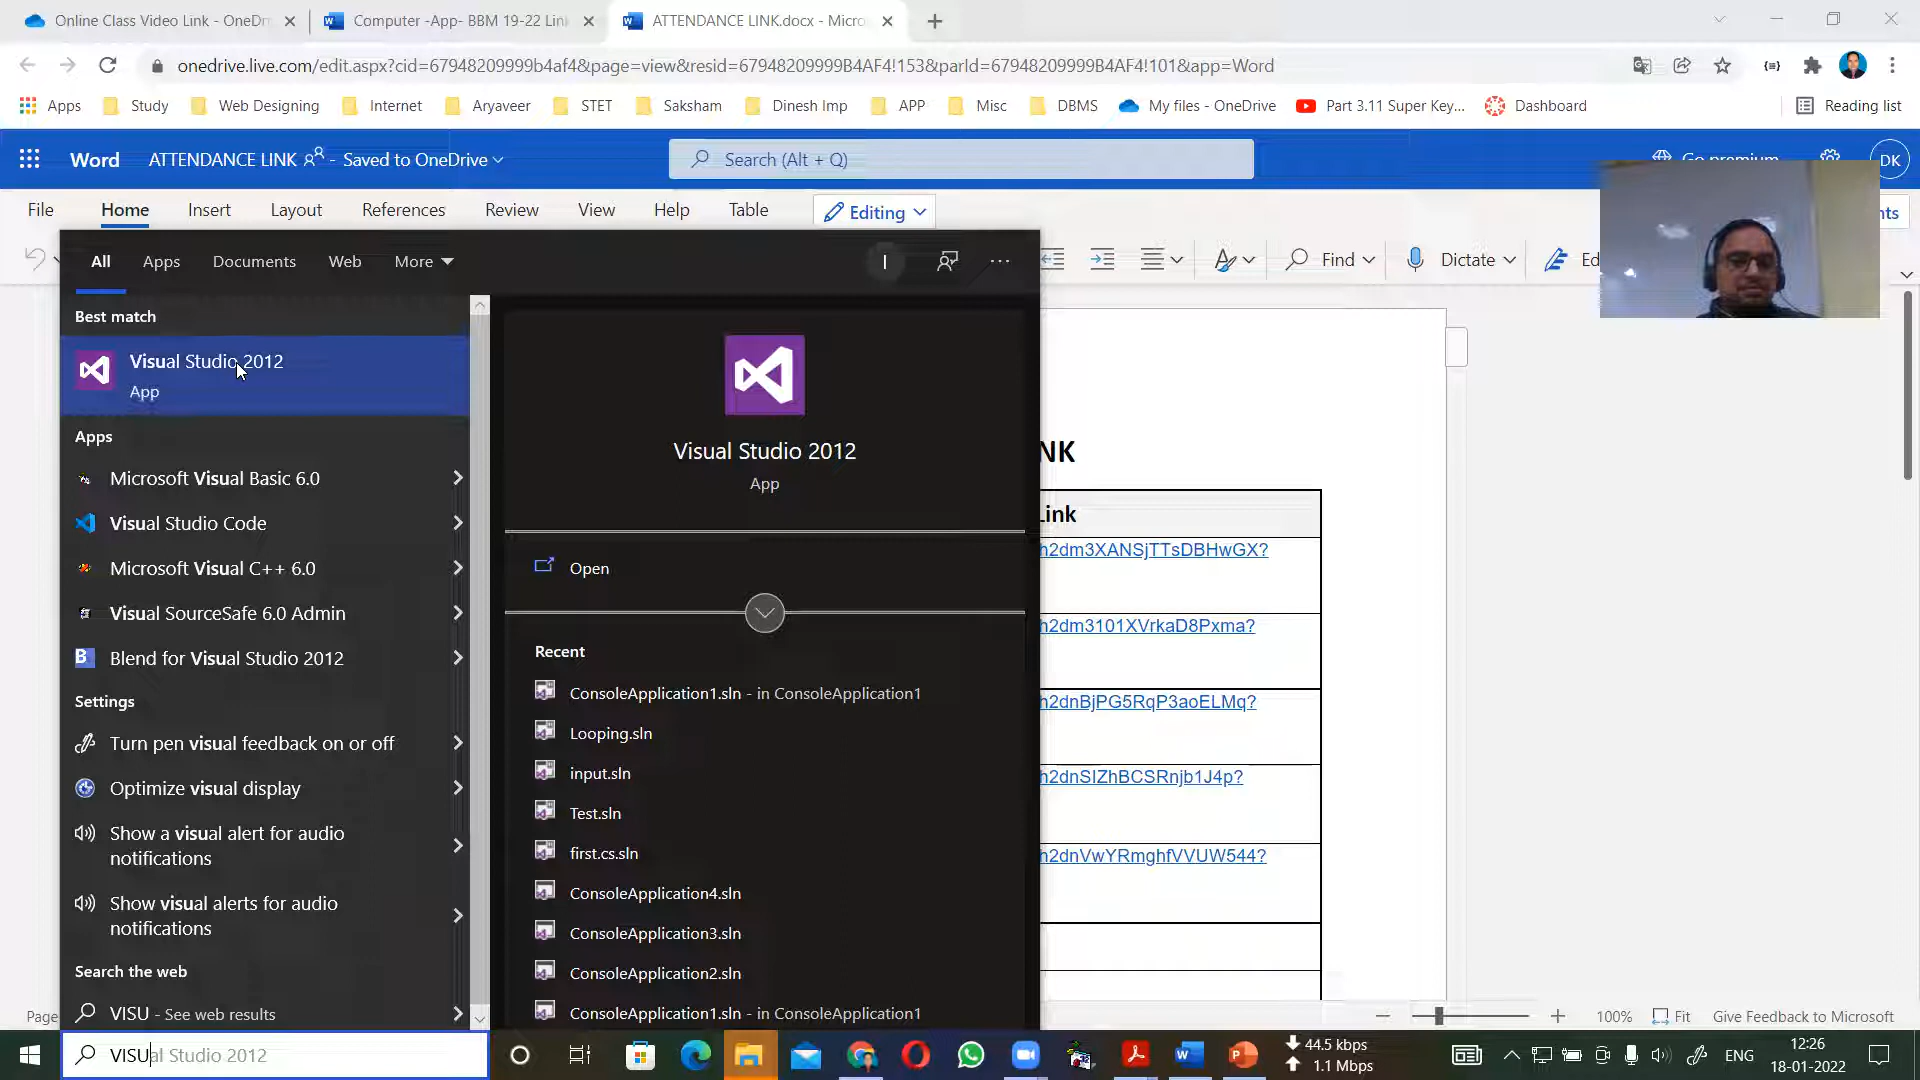 Online Class Video Link - OneDr
Computer -App- BBM 19-22 Lin
ATTENDANCE LINK.docx - Micro
onedrive.live.com/edit.aspx?cid=67948209999b4af4&page=view&resid=67948209999B4AF4!153&parId=67948209999B4AF4!101&app=Word
Apps Study Web Designing Internet Aryaveer STET Saksham Dinesh Imp APP Misc DBMS My files - OneDrive Part 3.11 Super Key... Dashboard Reading list
Word ATTENDANCE LINK - Saved to OneDrive Search (Alt + Q) Go premium DK
File Home Insert Layout References Review View Help Table Editing nts
Find Dictate Ed
All Apps Documents Web More I ...
Best match
Visual Studio 2012
App
Apps
Microsoft Visual Basic 6.0
Visual Studio Code
Microsoft Visual C++ 6.0
Visual SourceSafe 6.0 Admin
Blend for Visual Studio 2012
Settings
Turn pen visual feedback on or off
Optimize visual display
Show a visual alert for audio
notifications
Show visual alerts for audio
notifications
Search the web
VISU - See web results
Visual Studio 2012
App
Open
Recent
ConsoleApplication1.sln - in ConsoleApplication1
Looping.sln
input.sln
Test.sln
first.cs.sln
ConsoleApplication4.sln
ConsoleApplication3.sln
ConsoleApplication2.sln
ConsoleApplication1.sln - in ConsoleApplication1
NK
Link
h2dm3XANSjTTsDBHwGX?
h2dm3101XVrkaD8Pxma?
h2dnBjPG5RqP3aoELMq?
h2dnSIZhBCSRnjb1J4p?
h2dnVwYRmghfVVUW544?
Page 100% Fit Give Feedback to Microsoft
VISUal Studio 2012
44.5 kbps
1.1 Mbps
ENG
12:26
18-01-2022